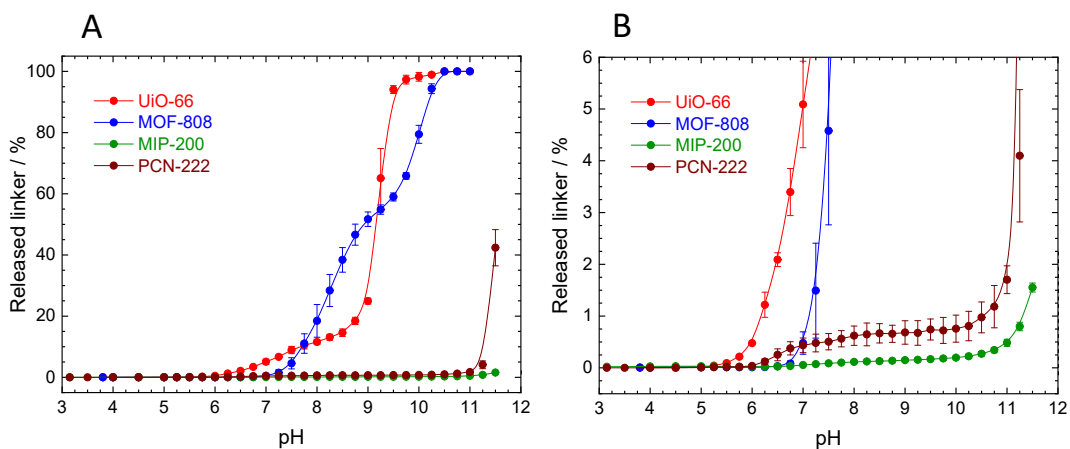 A
100
80
60
40
20
0
Released linker / %
UiO-66
MOF-808
MIP-200
PCN-222
3 4 5 6 7 8 9 10 11 12
pH
B
6
5
4
3
2
1
0
Released linker / %
UiO-66
MOF-808
MIP-200
PCN-222
3 4 5 6 7 8 9 10 11 12
pH